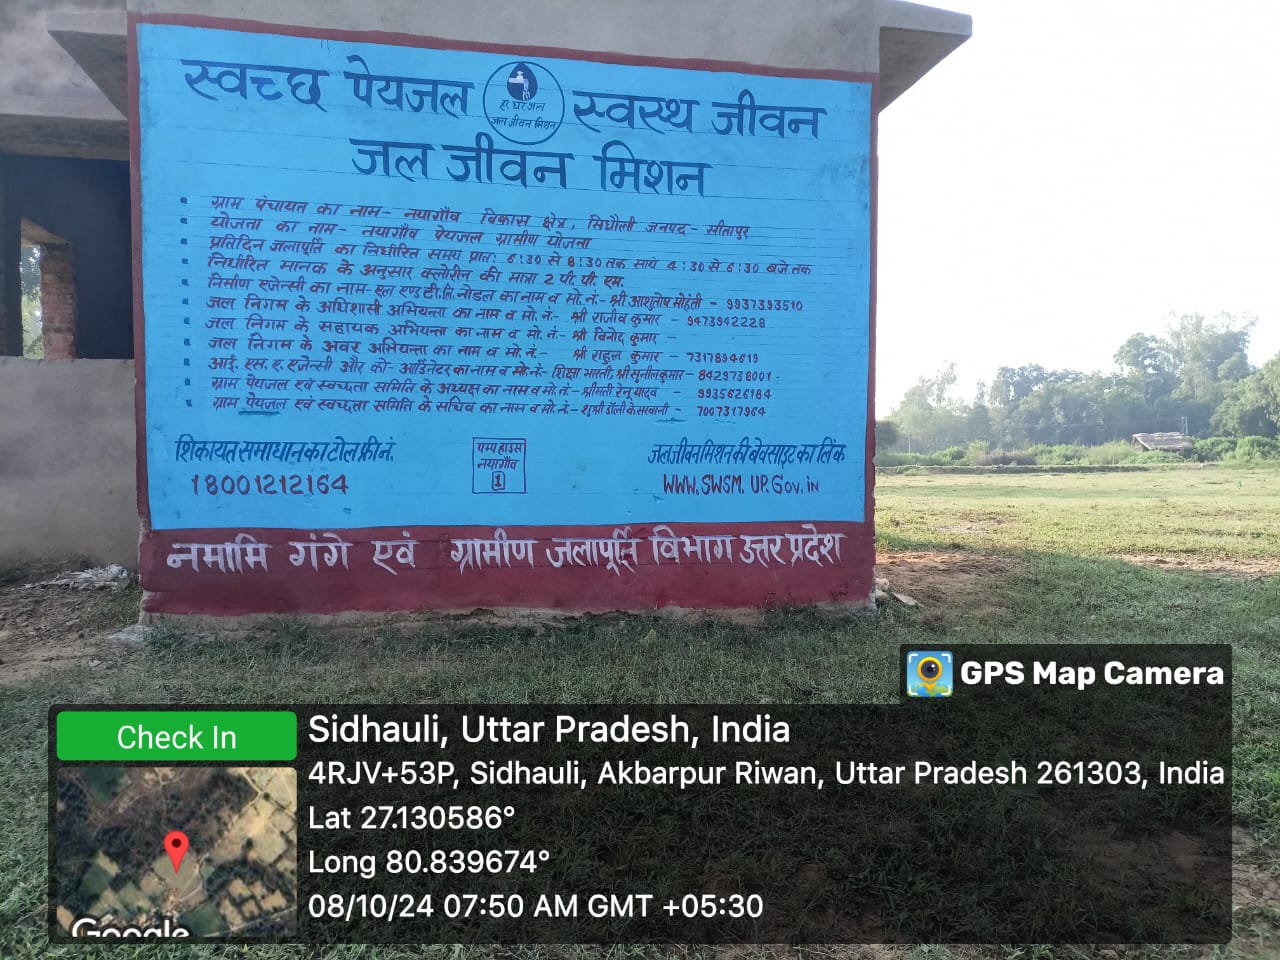 स्वच्छ पेयजल
हर घर जल
जल जीवन मिशन
स्वस्थ जीवन
जल जीवन मिशन
ग्राम पंचायत का नाम- नयागाँव विकास क्षेत्र, सिधौली जनपद- सीतापुर
योजना का नाम- नयागाँव पेयजल ग्रामीण योजना
प्रतिदिन जलापूर्ति का निर्धारित समय प्रात: 6:30 से 8:30 तक सायं 4:30 से 6:30 बजे तक
निर्धारित मानक के अनुसार क्लोरीन की मात्रा 2 पी. पी. एम.
निर्माण एजेन्सी का नाम- एल एण्ड टी. लि. नोडल का नाम व मो. नं.- श्री आशुतोष मोहंती - 9937393510
जल निगम के अधिशासी अभियन्ता का नाम व मो. नं- श्री राजीव कुमार - 9473942228
जल निगम के सहायक अभियन्ता का नाम व मो. नं- श्री विनोद कुमार -
जल निगम के अवर अभियन्ता का नाम व मो. नं.- श्री राहुल कुमार - 7317894619
आई. एस. ए. एजेन्सी और को- आर्डिनेटर का नाम व मो. नं- शिक्षा भारती, श्री सुनील कुमार - 8429738001
ग्राम पेयजल एवं स्वच्छता समिति के अध्यक्ष का नाम व मो. नं- श्रीमती रेनू यादव - 9935626184
ग्राम पेयजल एवं स्वच्छता समिति के सचिव का नाम व मो. नं- सुश्री डॉली केसरवानी - 7007317964
शिकायत समाधान का टोल फ्री नं.
18001212164
पम्प हाउस
नयागाँव
1
जल जीवन मिशन की बेवसाइट का लिंक
WWW.SWSM.UP.Gov.in
नमामि गंगे एवं ग्रामीण जलापूर्ति विभाग उत्तर प्रदेश
GPS Map Camera
Check In
Sidhauli, Uttar Pradesh, India
4RJV+53P, Sidhauli, Akbarpur Riwan, Uttar Pradesh 261303, India
Lat 27.130586°
Long 80.839674°
08/10/24 07:50 AM GMT +05:30
Google